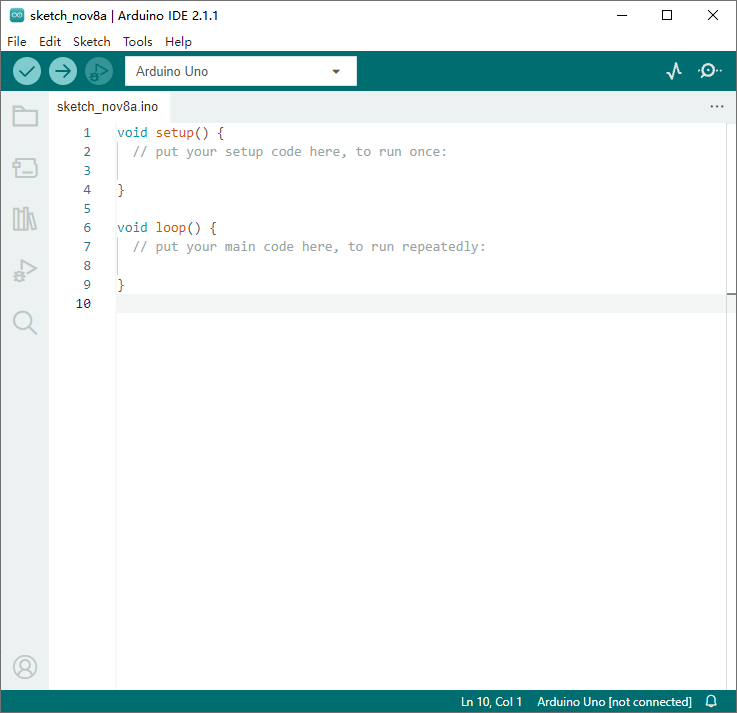 sketch_nov8a | Arduino IDE 2.1.1
File Edit Sketch Tools Help
Arduino Uno
sketch_nov8a.ino
1 void setup() {
2 // put your setup code here, to run once:
3
4 }
5
6 void loop() {
7 // put your main code here, to run repeatedly:
8
9 }
10
Ln 10, Col 1 Arduino Uno [not connected]